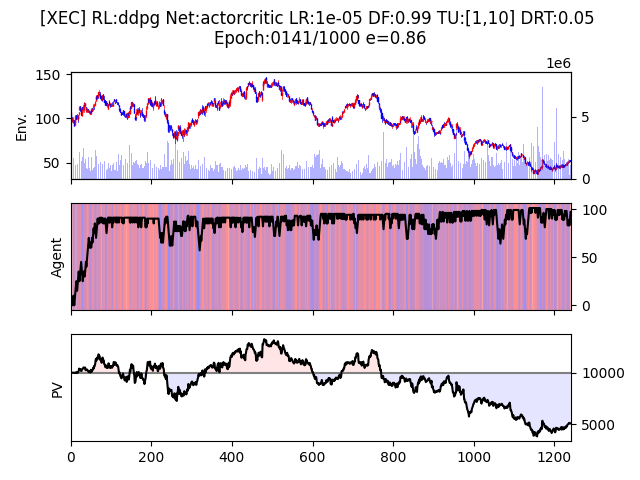 [XEC] RL:ddpg Net:actorcritic LR:1e-05 DF:0.99 TU:[1,10] DRT:0.05
Epoch:0141/1000 e=0.86
1e6
150
100
50
Env.
5
0
Agent
100
50
0
PV
10000
5000
0
200
400
600
800
1000
1200